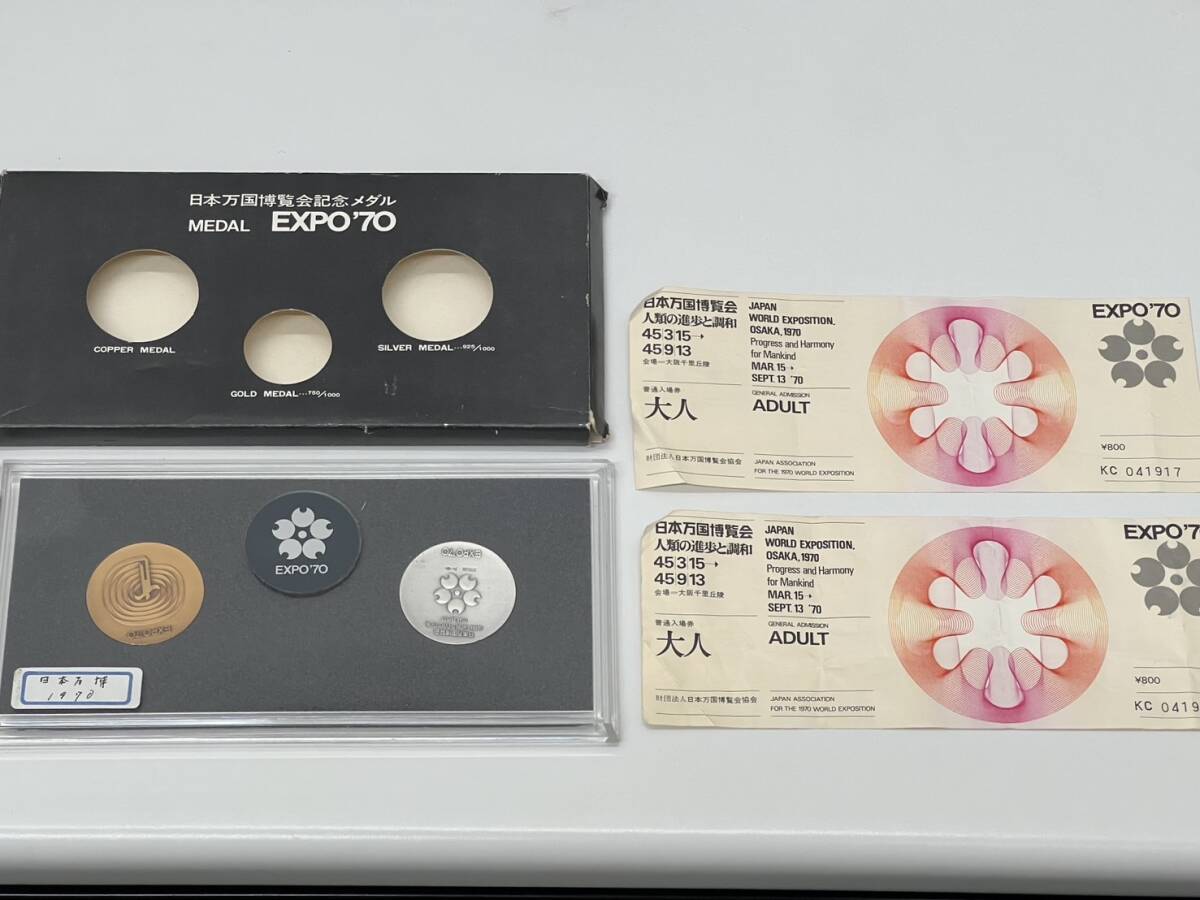 日本万国博覧会記念メダル
MEDAL EXPO'70
COPPER MEDAL
SILVER MEDAL...925/1000
GOLD MEDAL...750/1000
EXPO'70
EXPO'70
EXPO'70
日本万博
1970
日本万国博覧会
人類の進歩と調和
45|3|15→
45|9|13
会場—大阪千里丘陵
普通入場券
大人
財団法人日本万国博覧会協会
JAPAN
WORLD EXPOSITION,
OSAKA, 1970
Progress and Harmony
for Mankind
MAR. 15→
SEPT. 13 '70
GENERAL ADMISSION
ADULT
JAPAN ASSOCIATION
FOR THE 1970 WORLD EXPOSITION
EXPO'70
¥800
KC 041917
日本万国博覧会
人類の進歩と調和
45|3|15→
45|9|13
会場—大阪千里丘陵
普通入場券
大人
財団法人日本万国博覧会協会
JAPAN
WORLD EXPOSITION,
OSAKA, 1970
Progress and Harmony
for Mankind
MAR. 15→
SEPT. 13 '70
GENERAL ADMISSION
ADULT
JAPAN ASSOCIATION
FOR THE 1970 WORLD EXPOSITION
EXPO'7
¥800
KC 0419